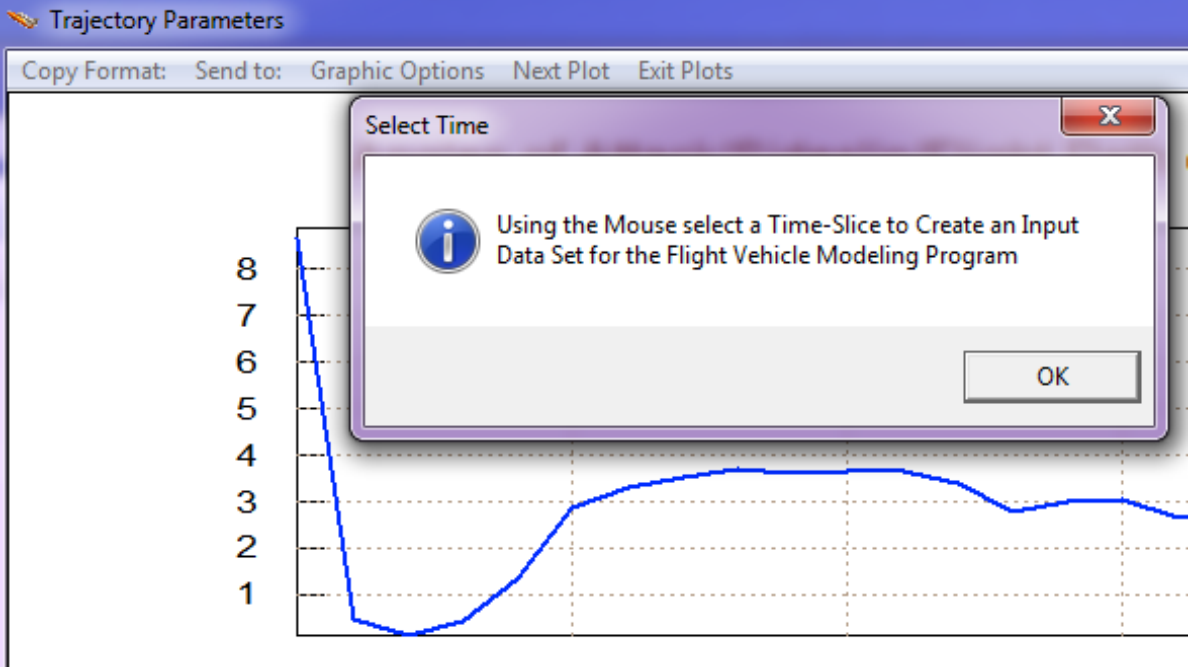 Trajectory Parameters
Copy Format: Send to: Graphic Options Next Plot Exit Plots
Select Time
Using the Mouse select a Time-Slice to Create an Input
Data Set for the Flight Vehicle Modeling Program
OK
8
7
6
5
4
3
2
1